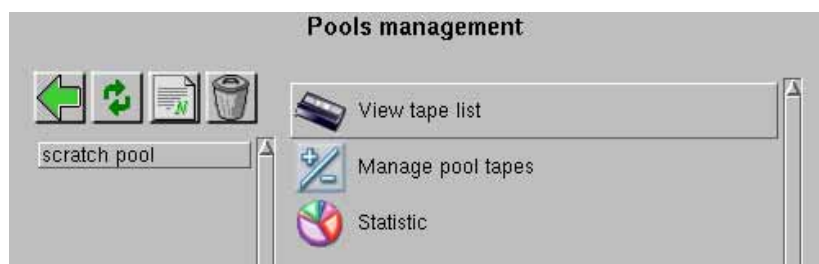 Pools management
scratch pool
View tape list
Manage pool tapes
Statistic